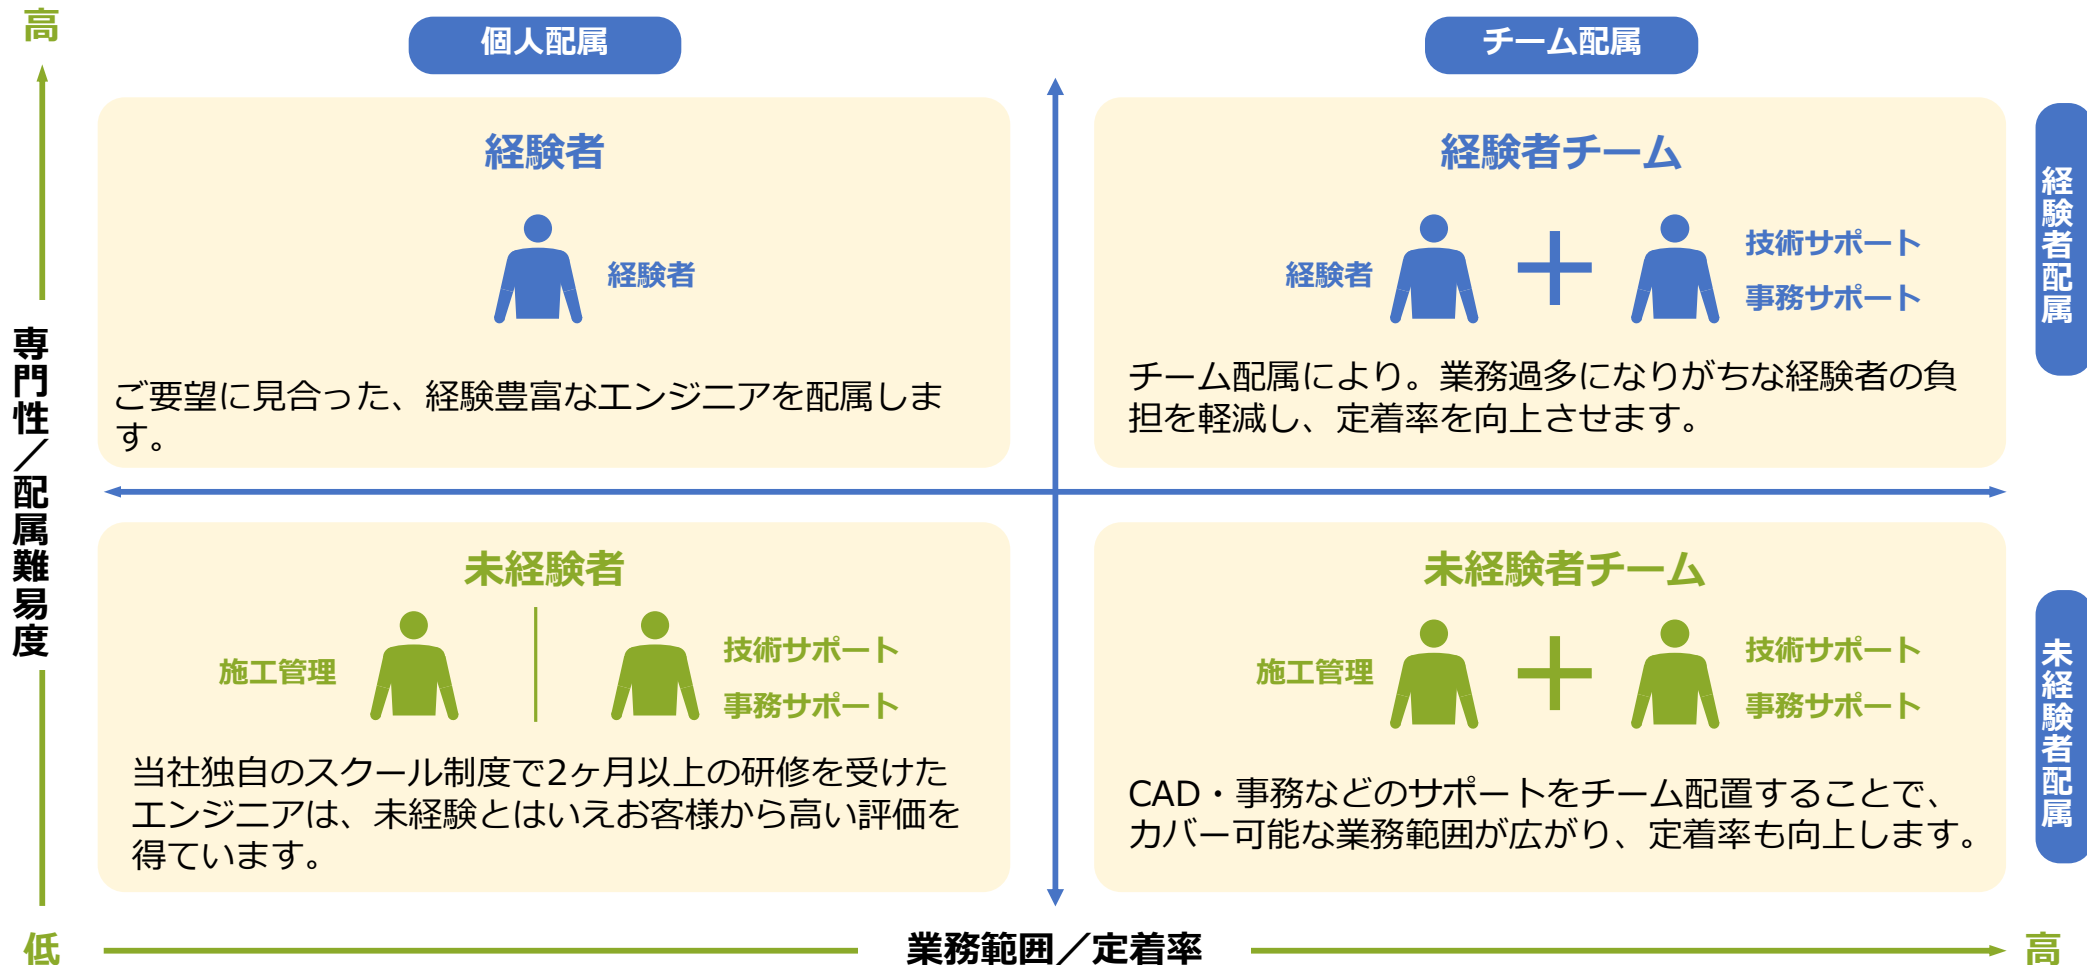 高
個人配属
チーム配属
経験者
経験者
ご要望に見合った、経験豊富なエンジニアを配属しま
す。
経験者チーム
経験者
技術サポート
事務サポート
チーム配属により。業務過多になりがちな経験者の負
担を軽減し、定着率を向上させます。
経験者配属
専門性／配属難易度
未経験者
施工管理
技術サポート
事務サポート
当社独自のスクール制度で2ヶ月以上の研修を受けた
エンジニアは、未経験とはいえお客様から高い評価を
得ています。
未経験者チーム
施工管理
技術サポート
事務サポート
CAD・事務などのサポートをチーム配置することで、
カバー可能な業務範囲が広がり、定着率も向上します。
未経験者配属
低
業務範囲／定着率
高